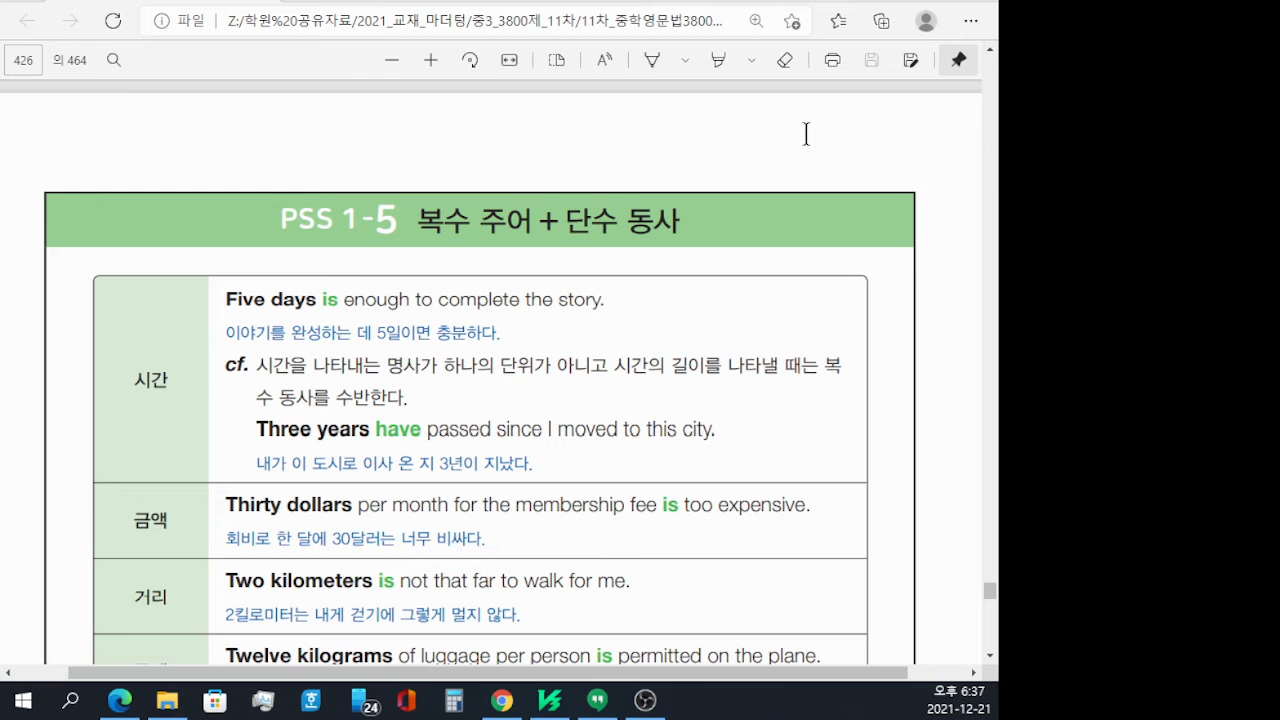 파일 Z:/학원%20공유자료/2021_교재_마더텅/중3_3800제_11차/11차_중학영문법3800...
426 의 464
PSS 1-5 복수 주어 + 단수 동사
시간
Five days is enough to complete the story.
이야기를 완성하는 데 5일이면 충분하다.
cf. 시간을 나타내는 명사가 하나의 단위가 아니고 시간의 길이를 나타낼 때는 복
수 동사를 수반한다.
Three years have passed since I moved to this city.
내가 이 도시로 이사 온 지 3년이 지났다.
금액
Thirty dollars per month for the membership fee is too expensive.
회비로 한 달에 30달러는 너무 비싸다.
거리
Two kilometers is not that far to walk for me.
2킬로미터는 내게 걷기에 그렇게 멀지 않다.
Twelve kilograms of luggage per person is permitted on the plane.
24
오후 6:37
2021-12-21